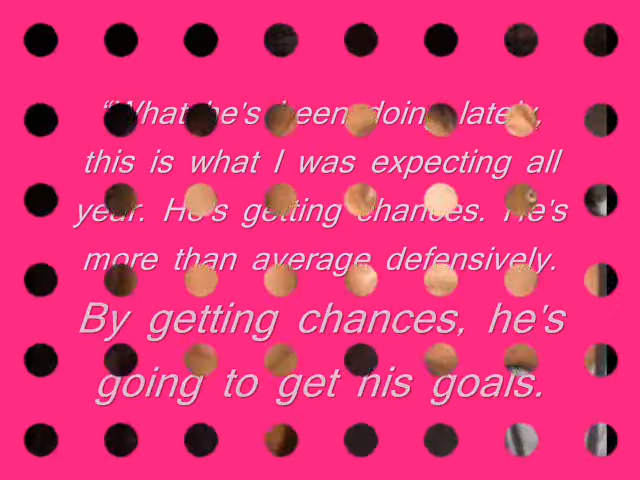 “What he's been doing lately,
this is what I was expecting all
year. He's getting chances. He's
more than average defensively.
By getting chances, he's
going to get his goals.